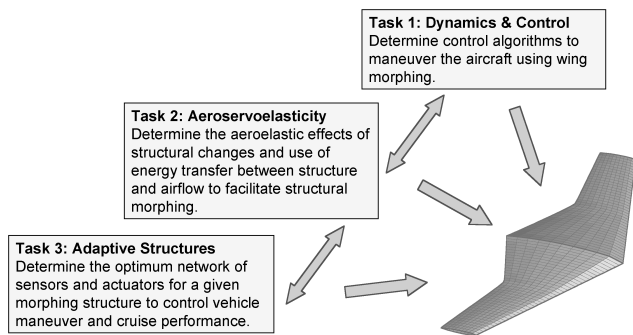 Task 1: Dynamics & Control
Determine control algorithms to
maneuver the aircraft using wing
morphing.
Task 2: Aeroservoelasticity
Determine the aeroelastic effects of
structural changes and use of
energy transfer between structure
and airflow to facilitate structural
morphing.
Task 3: Adaptive Structures
Determine the optimum network of
sensors and actuators for a given
morphing structure to control vehicle
maneuver and cruise performance.